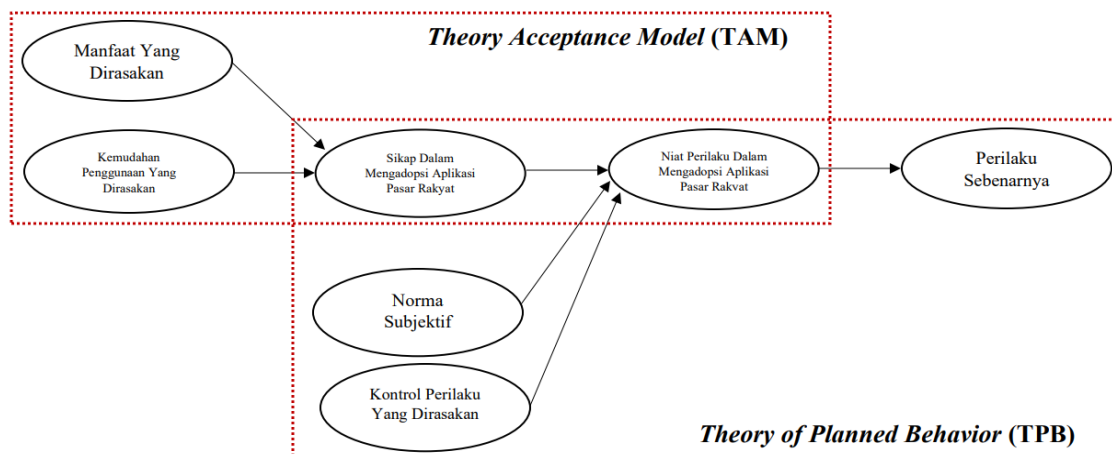 Theory Acceptance Model (TAM)
Manfaat Yang
Dirasakan
Kemudahan
Penggunaan Yang
Dirasakan
Sikap Dalam
Mengadopsi Aplikasi
Pasar Rakyat
Niat Perilaku Dalam
Mengadopsi Aplikasi
Pasar Rakvat
Perilaku
Sebenarnya
Norma
Subjektif
Kontrol Perilaku
Yang Dirasakan
Theory of Planned Behavior (TPB)